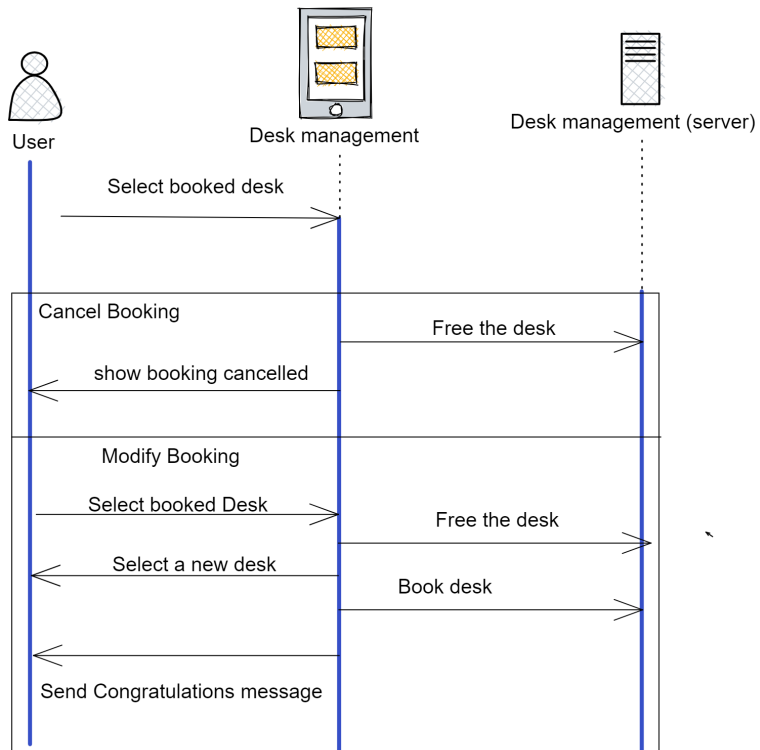 User
Desk management
Desk management (server)
Select booked desk
Cancel Booking
Free the desk
show booking cancelled
Modify Booking
Select booked Desk
Free the desk
Select a new desk
Book desk
Send Congratulations message